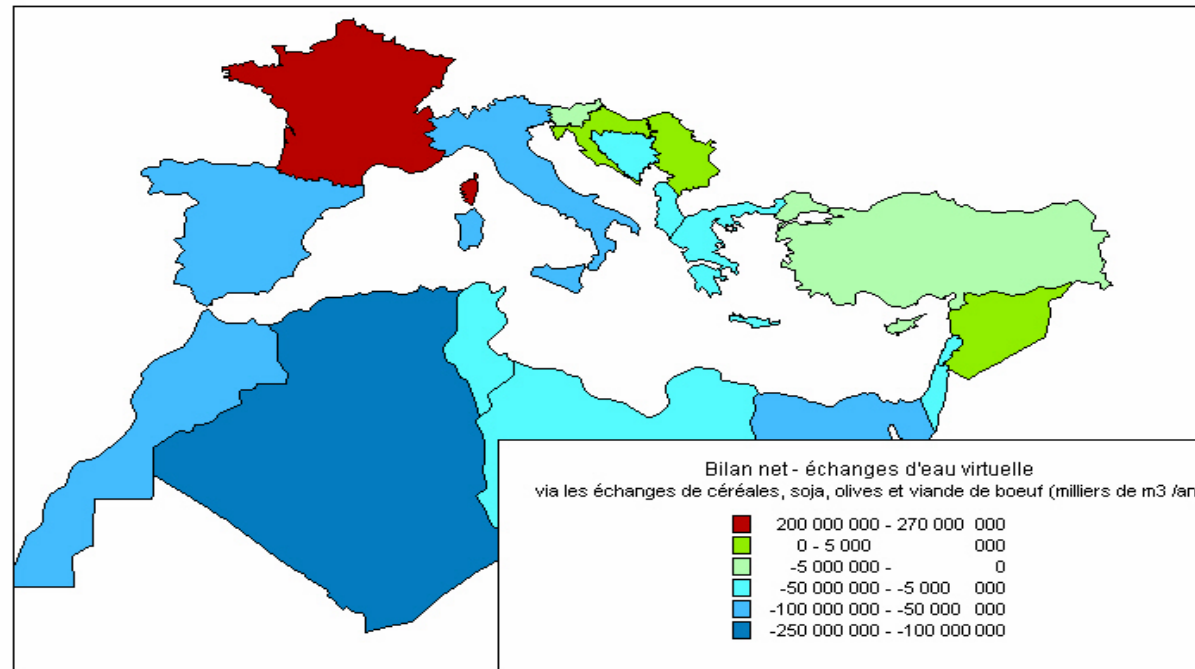 Bilan net - échanges d'eau virtuelle
via les échanges de céréales, soja, olives et viande de boeuf (milliers de m3 /an
200 000 000 - 270 000 000
0 - 5 000 000
-5 000 000 - 0
-50 000 000 - -5 000 000
-100 000 000 - -50 000 000
-250 000 000 - -100 000 000